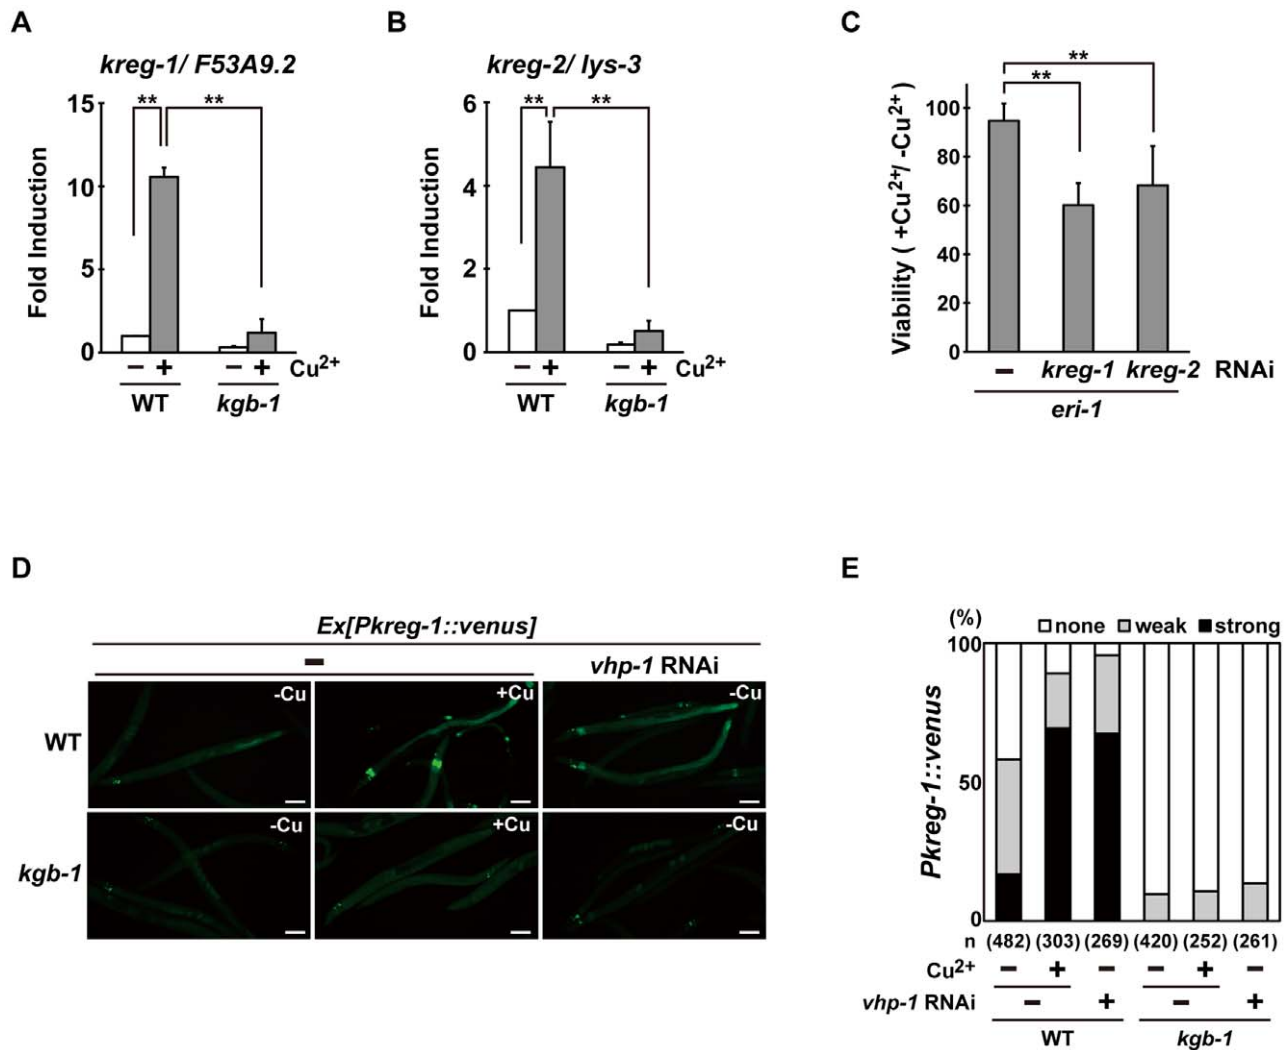 A
kreg-1/ F53A9.2
Fold Induction
15
10
5
0
** **
− + − + Cu2+
WT kgb-1
B
kreg-2/ lys-3
Fold Induction
6
4
2
0
** **
− + − + Cu2+
WT kgb-1
C
Viability ( +Cu2+/ -Cu2+ )
100
80
60
40
20
0
**
**
− kreg-1 kreg-2 RNAi
eri-1
D
Ex[Pkreg-1::venus]
− vhp-1 RNAi
WT -Cu +Cu -Cu
kgb-1 -Cu +Cu -Cu
E
(%)
none weak strong
Pkreg-1::venus
100
50
0
n (482) (303) (269) (420) (252) (261)
Cu2+ − + − − + −
vhp-1 RNAi − + − +
WT kgb-1